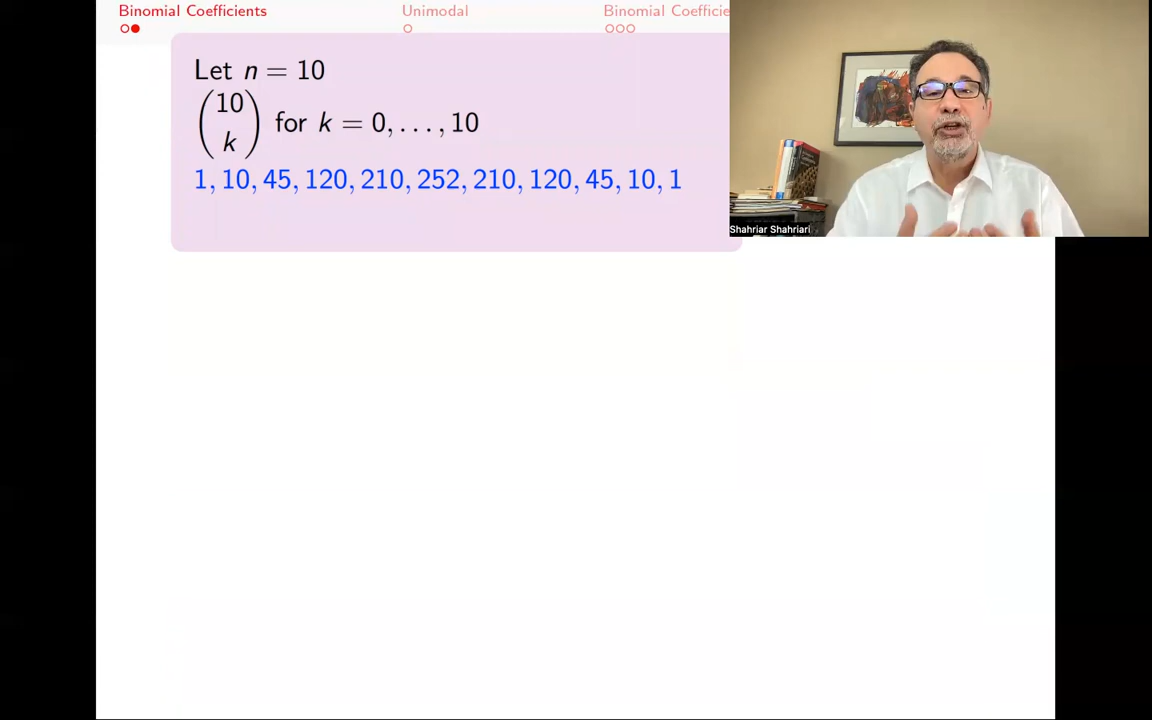 Binomial Coefficients Unimodal Binomial Coefficie
Let n = 10
(10 k) for k = 0, . . . , 10
1, 10, 45, 120, 210, 252, 210, 120, 45, 10, 1
Shahriar Shahriari